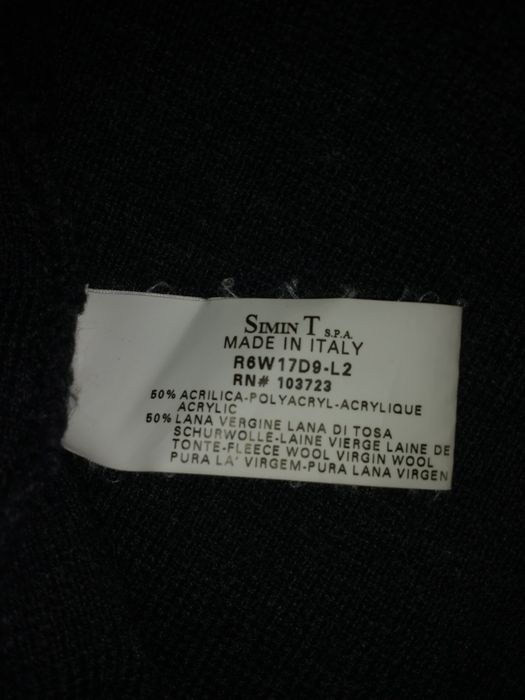 SIMIN T S.P.A.
MADE IN ITALY
R6W17D9-L2
RN# 103723
50% ACRILICA-POLYACRYL-ACRYLIQUE
ACRYLIC
50% LANA VERGINE LANA DI TOSA
SCHURWOLLE-LAINE VIERGE LAINE DE
TONTE-FLEECE WOOL VIRGIN WOOL
PURA LA' VIRGEM-PURA LANA VIRGEN